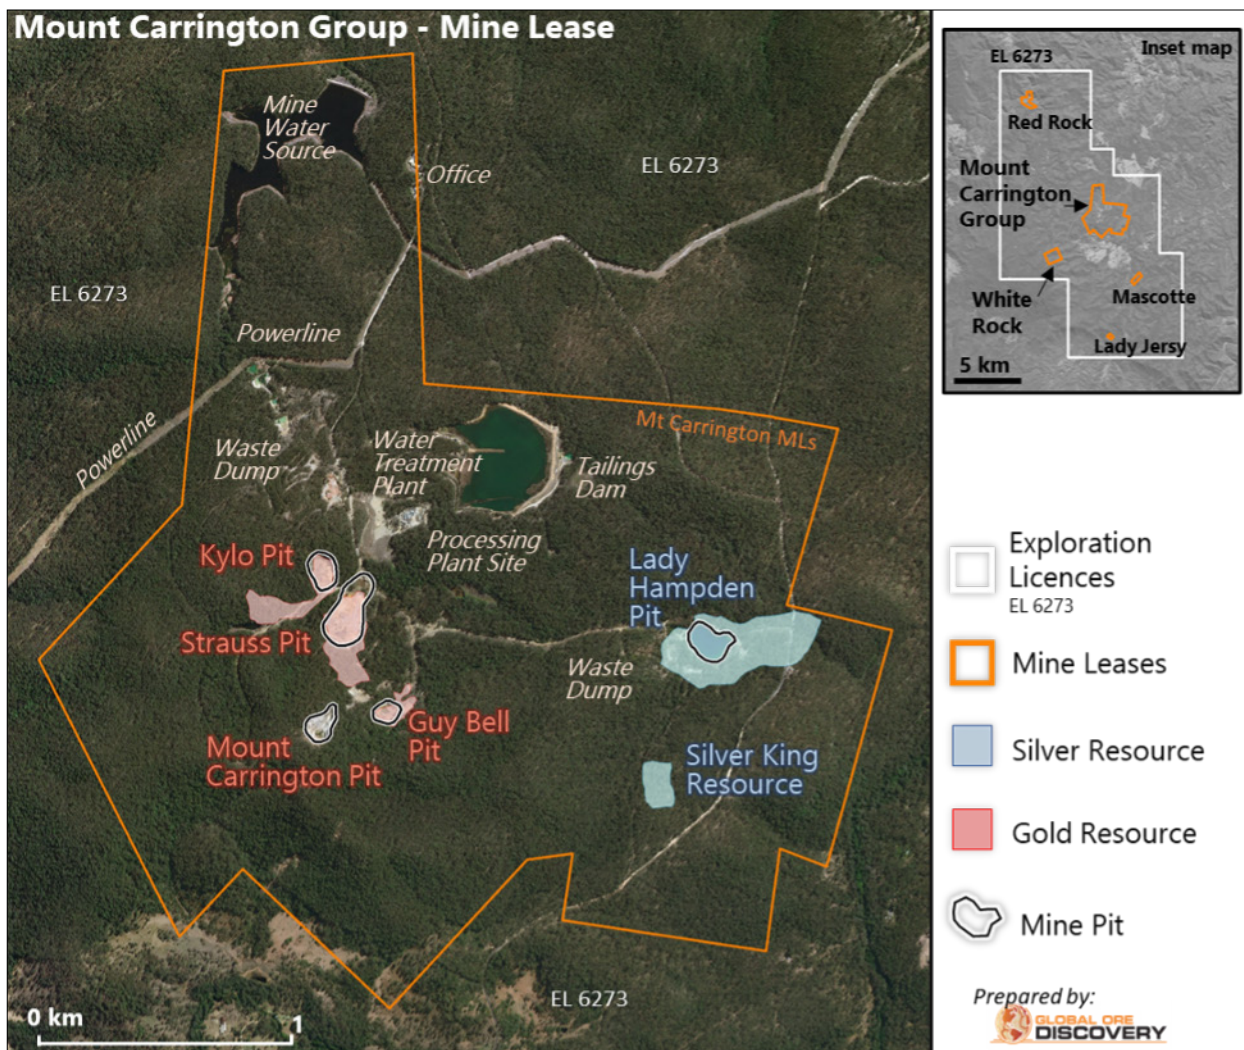 Mount Carrington Group - Mine Lease
Mine
Water
Source
Office
EL 6273
EL 6273
Powerline
Powerline
Mt Carrington MLs
Waste
Dump
Water
Treatment
Plant
Tailings
Dam
Processing
Plant Site
Kylo Pit
Strauss Pit
Lady
Hampden
Pit
Waste
Dump
Guy Bell
Pit
Mount
Carrington Pit
Silver King
Resource
EL 6273
0 km
1
Inset map
EL 6273
Red Rock
Mount
Carrington
Group
White
Rock
Mascotte
Lady Jersy
5 km
Exploration
Licences
EL 6273
Mine Leases
Silver Resource
Gold Resource
Mine Pit
Prepared by:
GLOBAL ORE
DISCOVERY